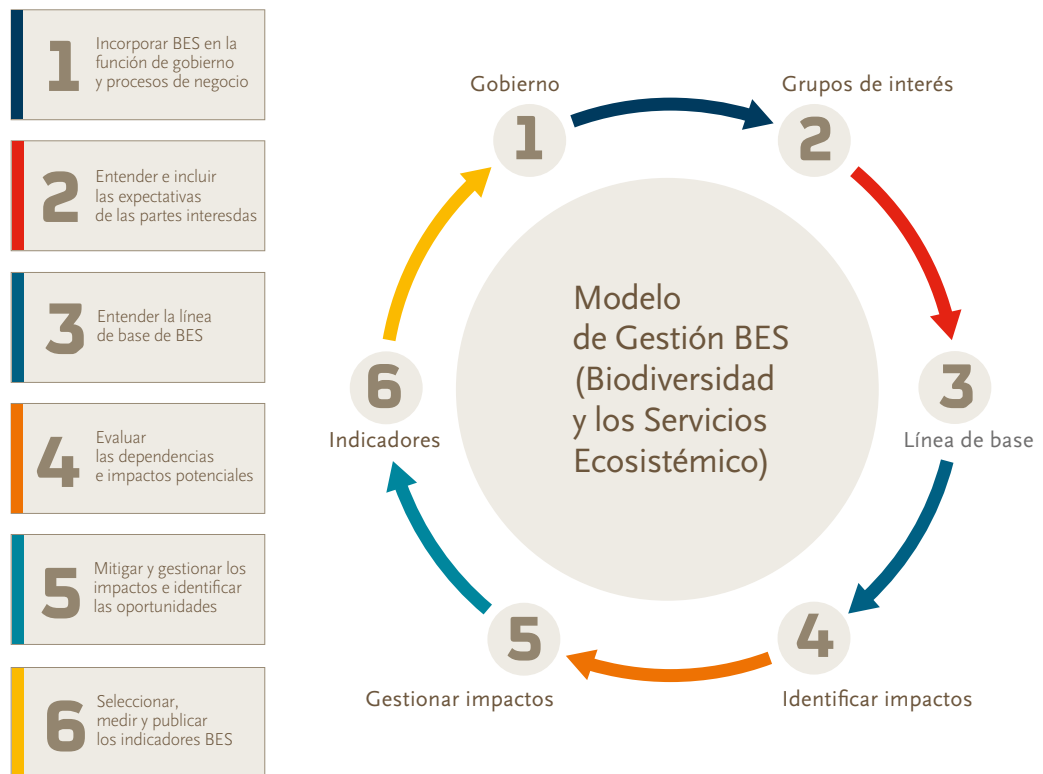 1
Incorporar BES en la
función de gobierno
y procesos de negocio
2
Entender e incluir
las expectativas
de las partes interesdas
3
Entender la línea
de base de BES
4
Evaluar
las dependencias
e impactos potenciales
5
Mitigar y gestionar los
impactos e identificar
las oportunidades
6
Seleccionar,
medir y publicar
los indicadores BES
Gobierno
1
Grupos de interés
2
3
Línea de base
4
Identificar impactos
5
Gestionar impactos
6
Indicadores
Modelo
de Gestión BES
(Biodiversidad
y los Servicios
Ecosistémico)